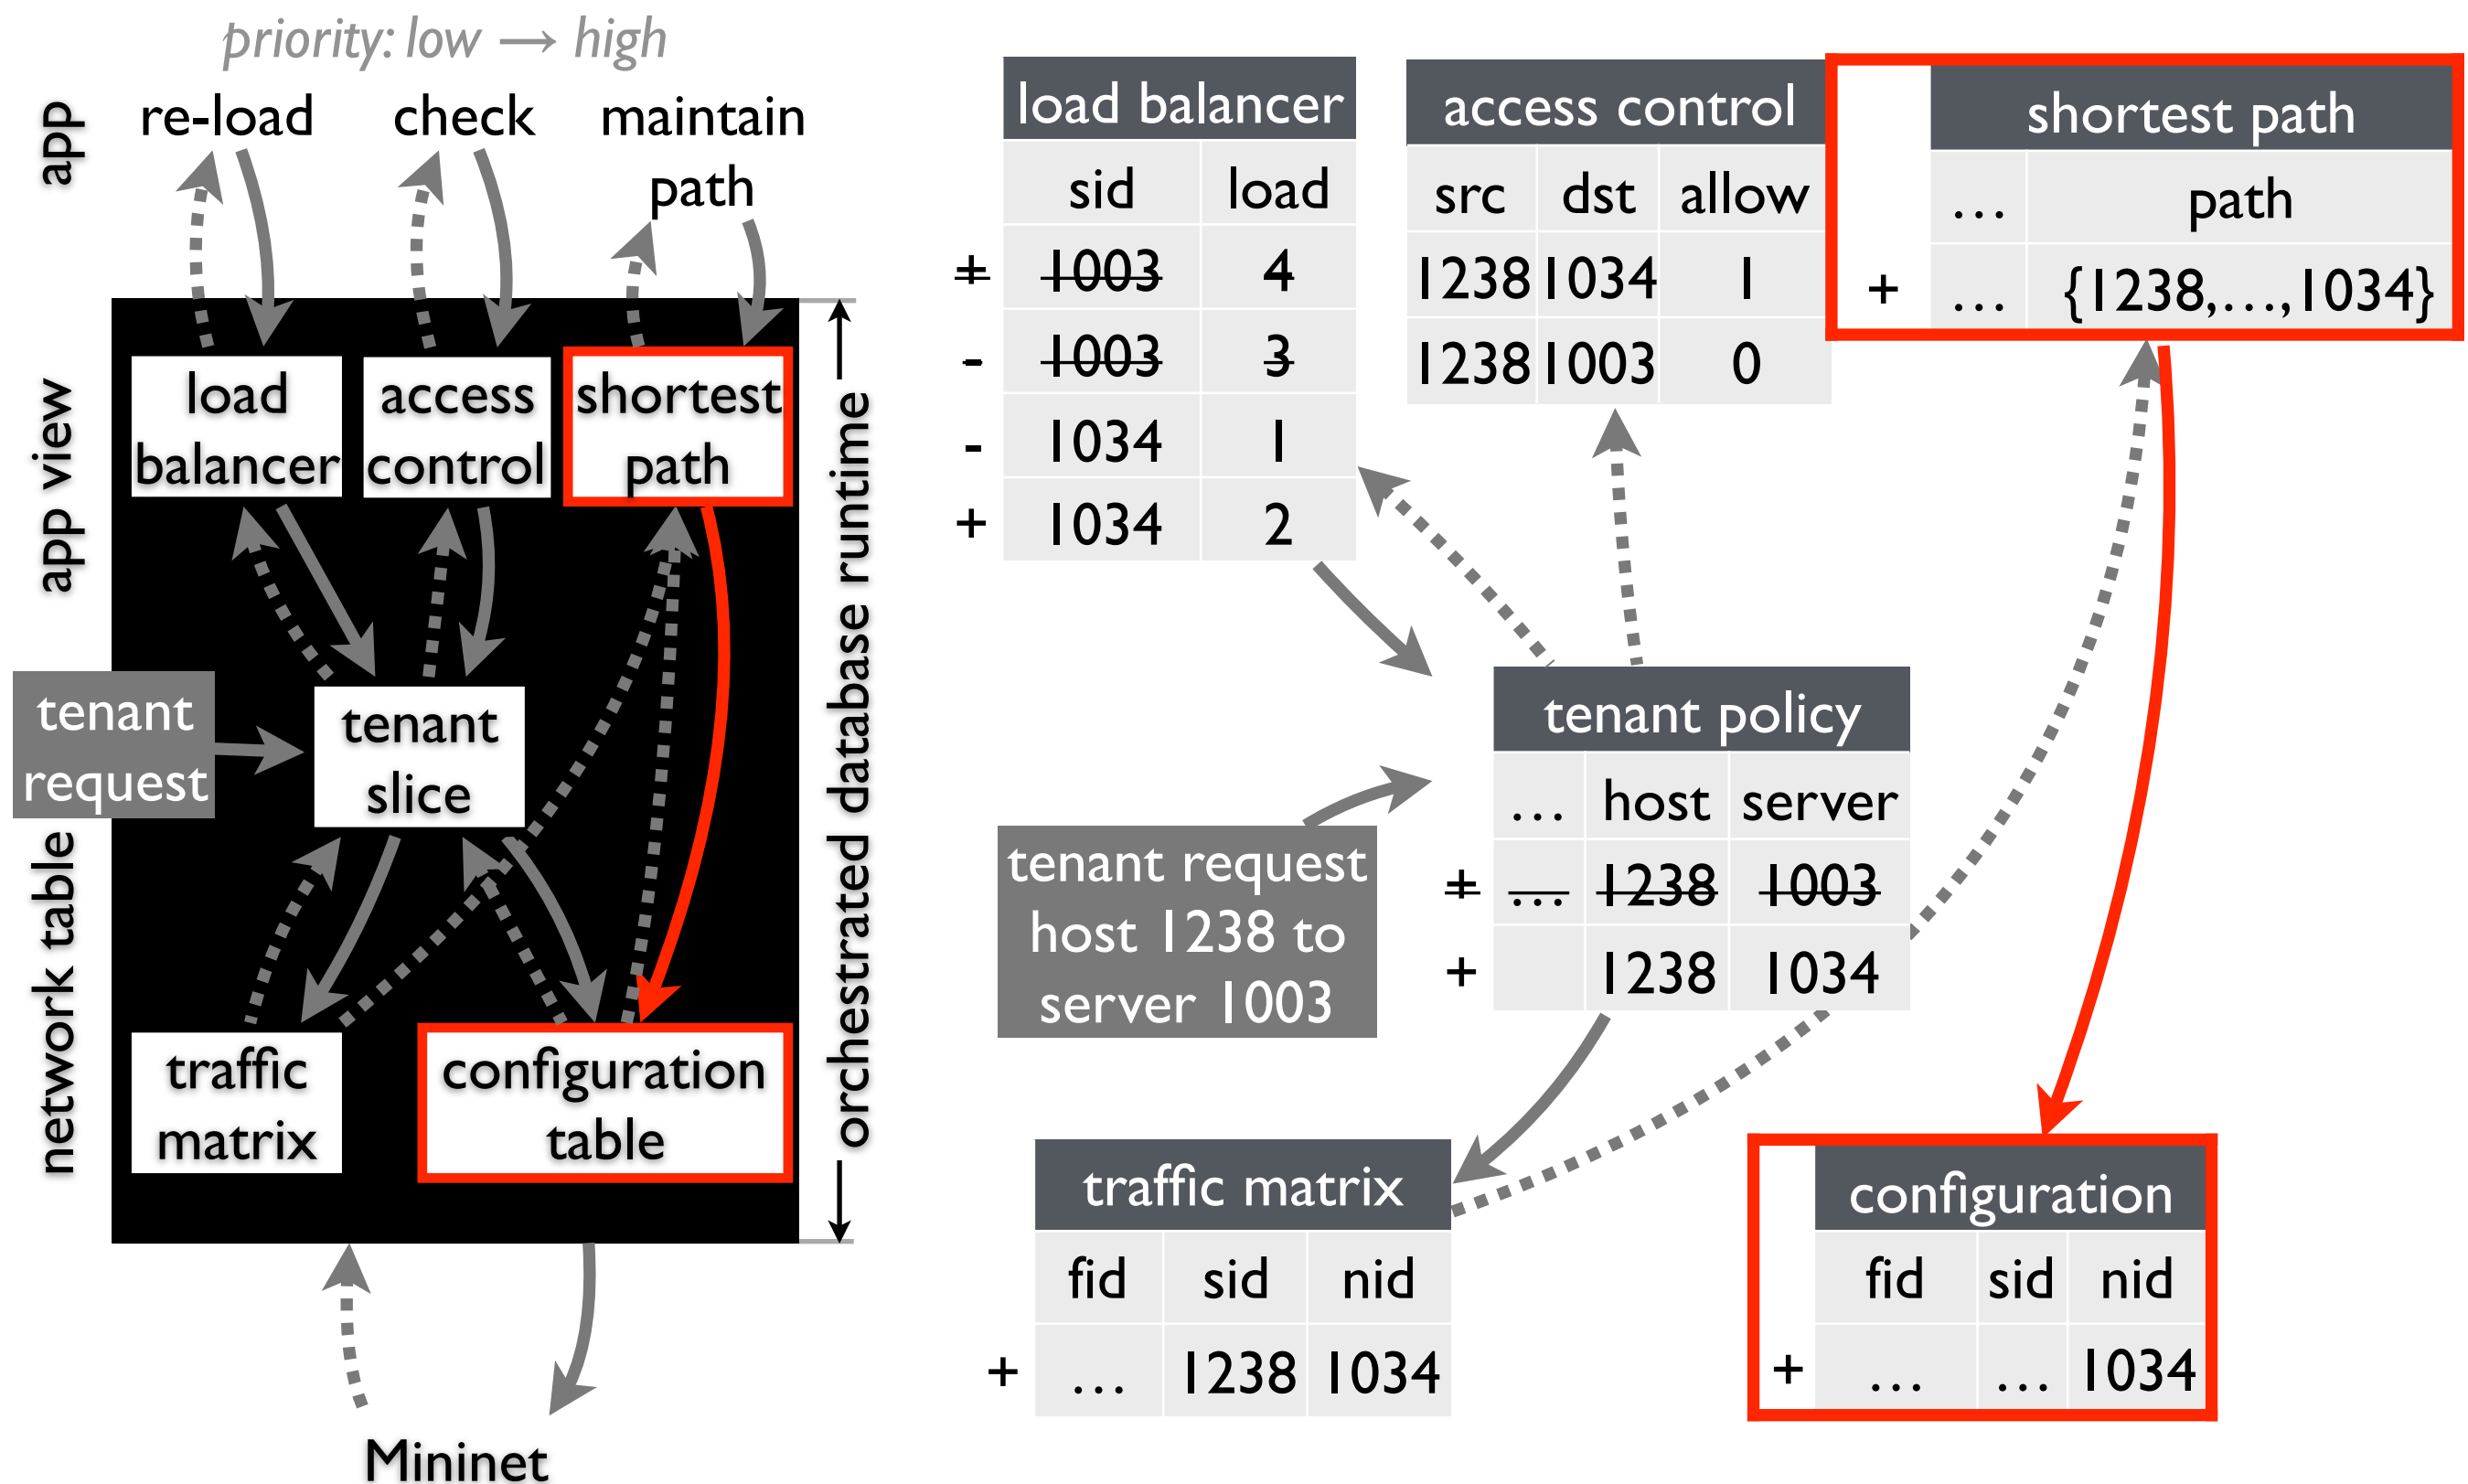 priority: low → high
app
re-load
check
maintain
path
app view
load
balancer
access
control
shortest
path
orchestrated database runtime
tenant
request
tenant
slice
network table
traffic
matrix
configuration
table
Mininet
load balancer
sid load
+ 1003 4
- 1003 3
- 1034 1
+ 1034 2
access control
src dst allow
1238 1034 1
1238 1003 0
shortest path
... path
+ ... {1238,...,1034}
tenant policy
... host server
+ ... 1238 1003
+ 1238 1034
tenant request
host 1238 to
server 1003
traffic matrix
fid sid nid
+ ... 1238 1034
configuration
fid sid nid
+ ... ... 1034